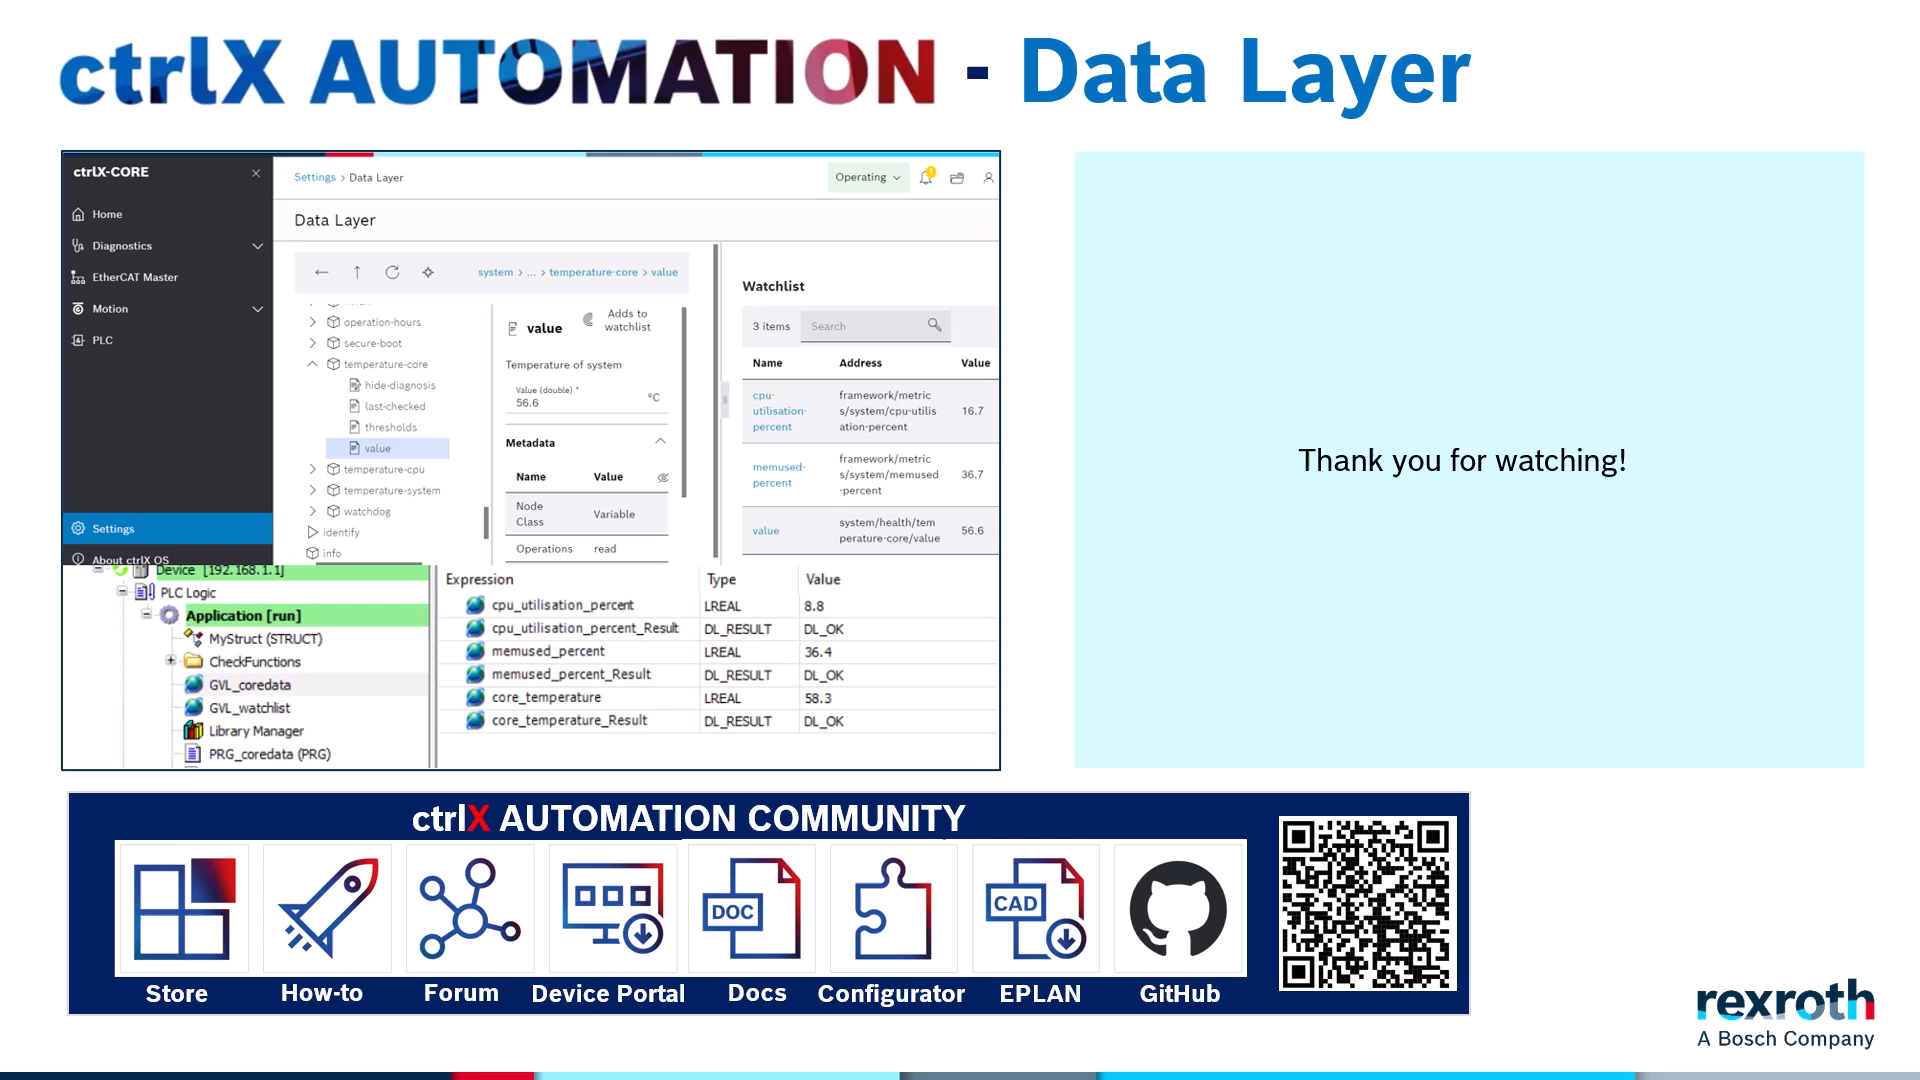 ctrlX AUTOMATION - Data Layer
ctrlX-CORE
Home
Diagnostics
EtherCAT Master
Motion
PLC
Settings
About ctrlX OS
Settings > Data Layer
Operating
1
Data Layer
system > ... > temperature-core > value
operation-hours
secure-boot
temperature-core
hide-diagnosis
last-checked
thresholds
value
temperature-cpu
temperature-system
watchdog
identify
info
value
Adds to
watchlist
Temperature of system
Value (double) *
56.6 °C
Metadata
Name Value
Node
Class Variable
Operations read
Watchlist
3 items Search
Name Address Value
cpu- framework/metric
utilisation- s/system/cpu-utilis 16.7
percent ation-percent
memused- framework/metric
percent s/system/memused 36.7
-percent
value system/health/tem 56.6
perature-core/value
Device [192.168.1.1]
PLC Logic
Application [run]
MyStruct (STRUCT)
CheckFunctions
GVL_coredata
GVL_watchlist
Library Manager
PRG_coredata (PRG)
Expression Type Value
cpu_utilisation_percent LREAL 8.8
cpu_utilisation_percent_Result DL_RESULT DL_OK
memused_percent LREAL 36.4
memused_percent_Result DL_RESULT DL_OK
core_temperature LREAL 58.3
core_temperature_Result DL_RESULT DL_OK
Thank you for watching!
ctrlX AUTOMATION COMMUNITY
DOC
CAD
Store How-to Forum Device Portal Docs Configurator EPLAN GitHub
rexroth
A Bosch Company